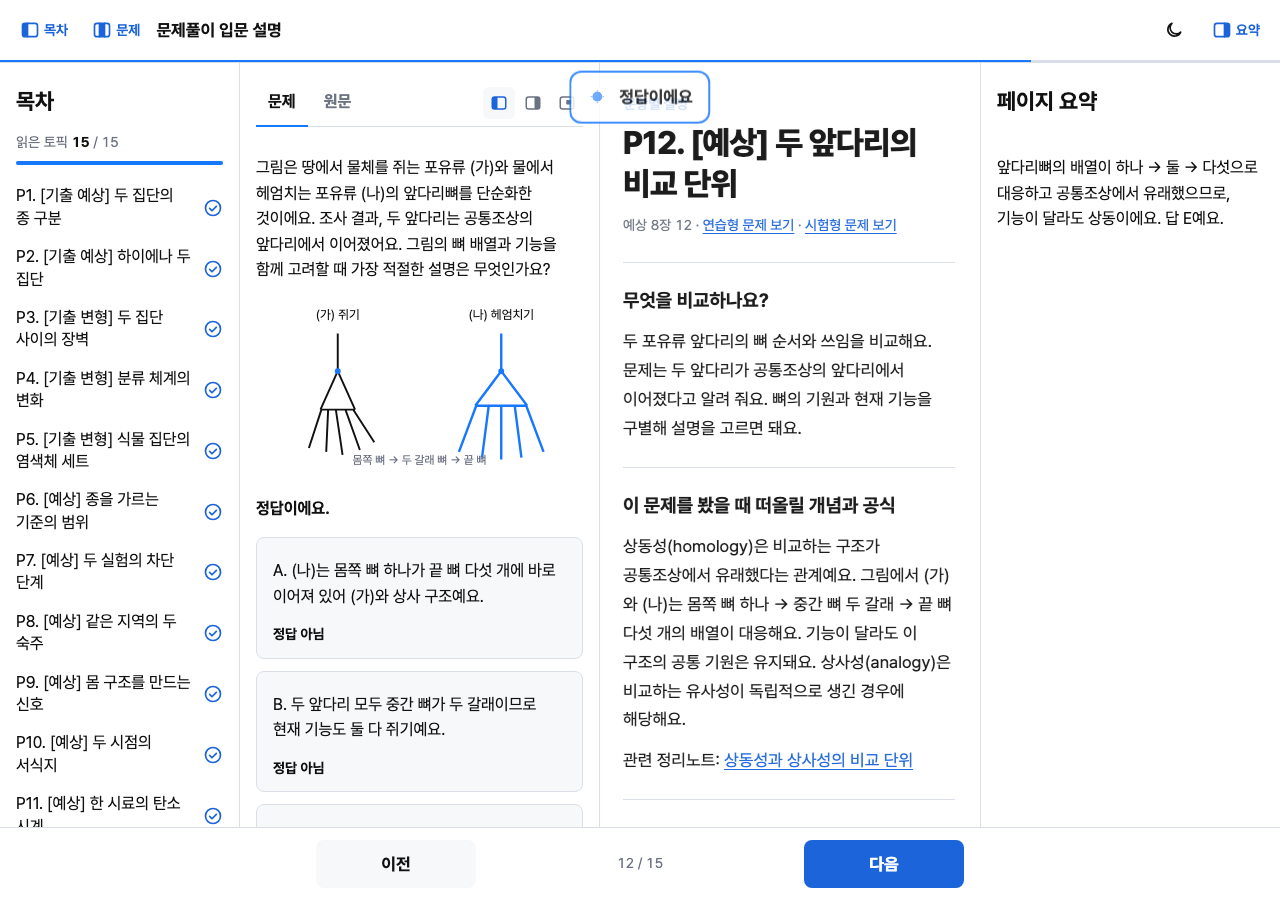 목차
문제
문제풀이 입문 설명
요약
목차
읽은 토픽 15 / 15
P1. [기출 예상] 두 집단의
종 구분
P2. [기출 예상] 하이에나 두
집단
P3. [기출 변형] 두 집단
사이의 장벽
P4. [기출 변형] 분류 체계의
변화
P5. [기출 변형] 식물 집단의
염색체 세트
P6. [예상] 종을 가르는
기준의 범위
P7. [예상] 두 실험의 차단
단계
P8. [예상] 같은 지역의 두
숙주
P9. [예상] 몸 구조를 만드는
신호
P10. [예상] 두 시점의
서식지
P11. [예상] 한 시료의 탄소
시계
문제
원문
그림은 땅에서 물체를 쥐는 포유류 (가)와 물에서
헤엄치는 포유류 (나)의 앞다리뼈를 단순화한
것이에요. 조사 결과, 두 앞다리는 공통조상의
앞다리에서 이어졌어요. 그림의 뼈 배열과 기능을
함께 고려할 때 가장 적절한 설명은 무엇인가요?
(가) 쥐기
(나) 헤엄치기
몸쪽 뼈 → 두 갈래 뼈 → 끝 뼈
정답이에요.
A. (나)는 몸쪽 뼈 하나가 끝 뼈 다섯 개에 바로
이어져 있어 (가)와 상사 구조예요.
정답 아님
B. 두 앞다리 모두 중간 뼈가 두 갈래이므로
현재 기능도 둘 다 쥐기예요.
정답 아님
정답이에요
P12. [예상] 두 앞다리의
비교 단위
예상 8장 12 · 연습형 문제 보기 · 시험형 문제 보기
무엇을 비교하나요?
두 포유류 앞다리의 뼈 순서와 쓰임을 비교해요.
문제는 두 앞다리가 공통조상의 앞다리에서
이어졌다고 알려 줘요. 뼈의 기원과 현재 기능을
구별해 설명을 고르면 돼요.
이 문제를 봤을 때 떠올릴 개념과 공식
상동성(homology)은 비교하는 구조가
공통조상에서 유래했다는 관계예요. 그림에서 (가)
와 (나)는 몸쪽 뼈 하나 → 중간 뼈 두 갈래 → 끝 뼈
다섯 개의 배열이 대응해요. 기능이 달라도 이
구조의 공통 기원은 유지돼요. 상사성(analogy)은
비교하는 유사성이 독립적으로 생긴 경우에
해당해요.
관련 정리노트: 상동성과 상사성의 비교 단위
페이지 요약
앞다리뼈의 배열이 하나 → 둘 → 다섯으로
대응하고 공통조상에서 유래했으므로,
기능이 달라도 상동이에요. 답 E예요.
이전
12 / 15
다음